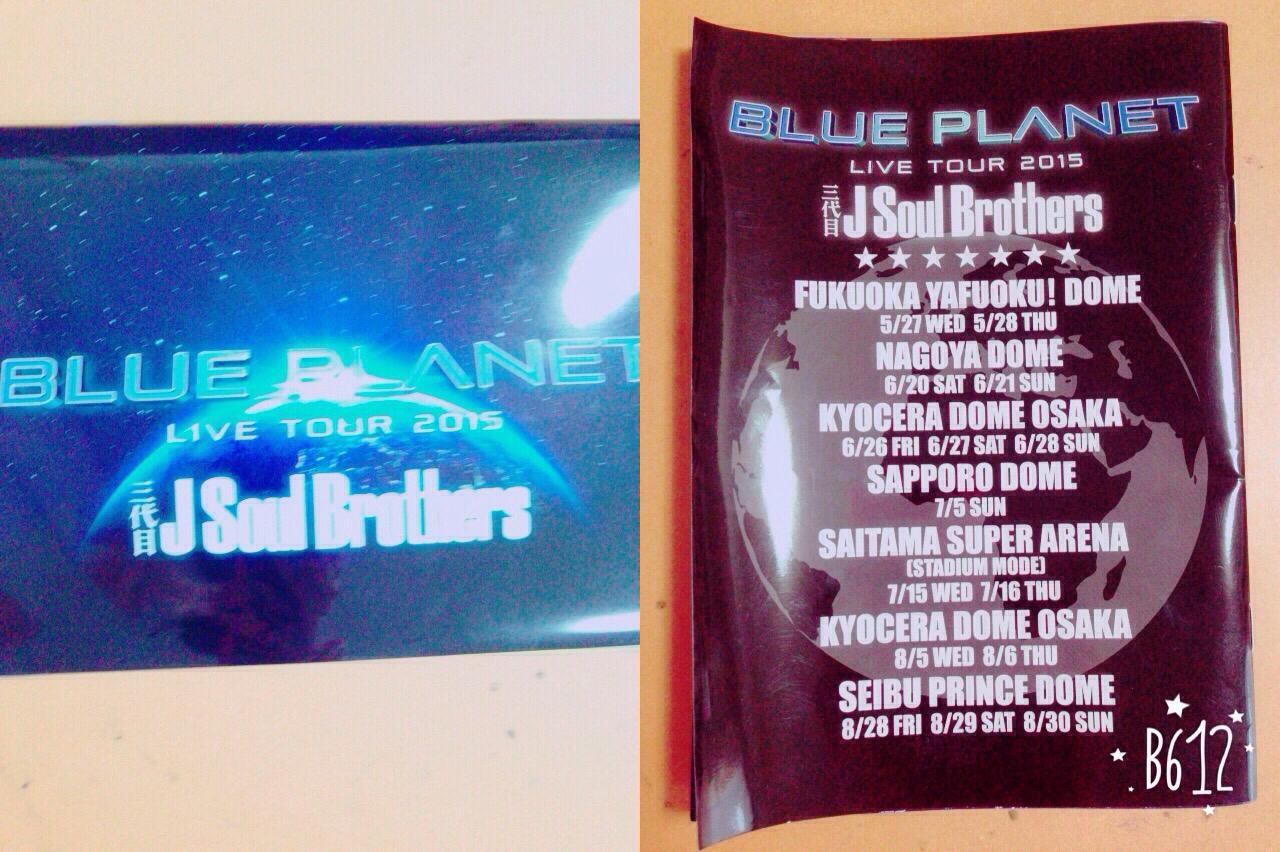 BLUE PLANET
LIVE TOUR 2015
三代目 J Soul Brothers
BLUE PLANET
LIVE TOUR 2015
三代目 J Soul Brothers
★★★★★★★
FUKUOKA YAFUOKU! DOME
5/27 WED 5/28 THU
NAGOYA DOME
6/20 SAT 6/21 SUN
KYOCERA DOME OSAKA
6/26 FRI 6/27 SAT 6/28 SUN
SAPPORO DOME
7/5 SUN
SAITAMA SUPER ARENA
(STADIUM MODE)
7/15 WED 7/16 THU
KYOCERA DOME OSAKA
8/5 WED 8/6 THU
SEIBU PRINCE DOME
8/28 FRI 8/29 SAT 8/30 SUN
B612